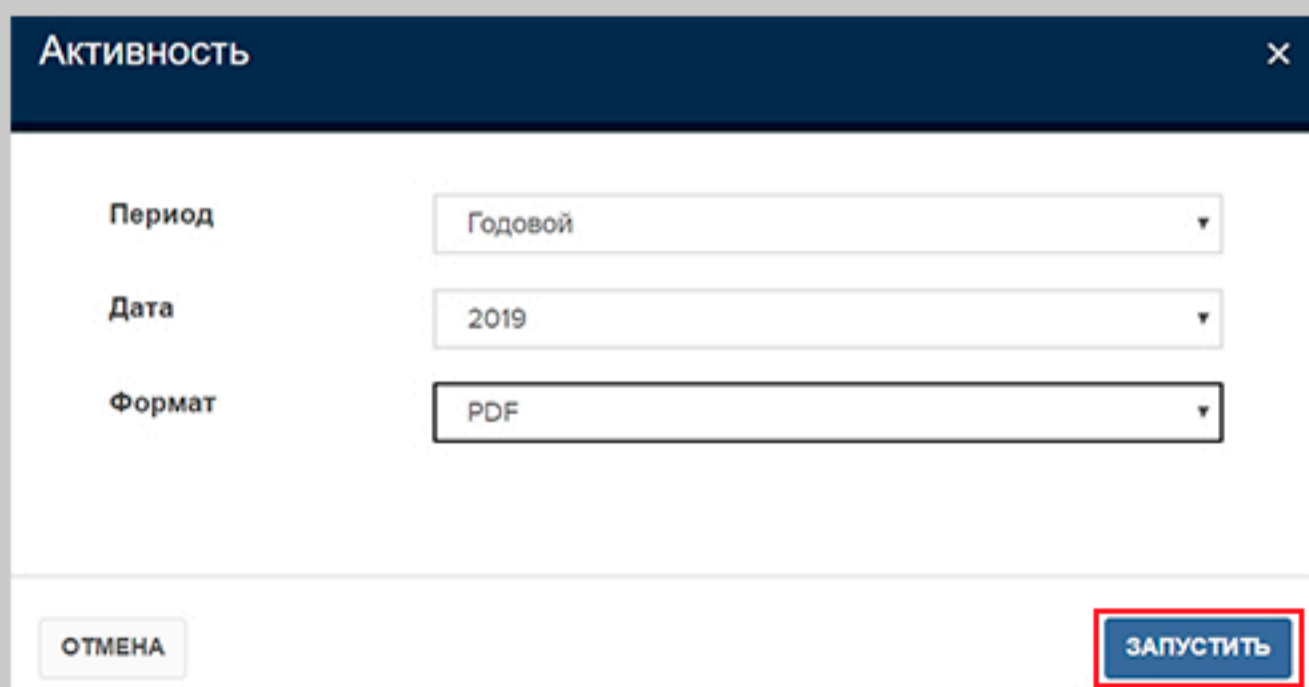 Активность
Период
Годовой
Дата
2019
Формат
PDF
ОТМЕНА
ЗАПУСТИТЬ